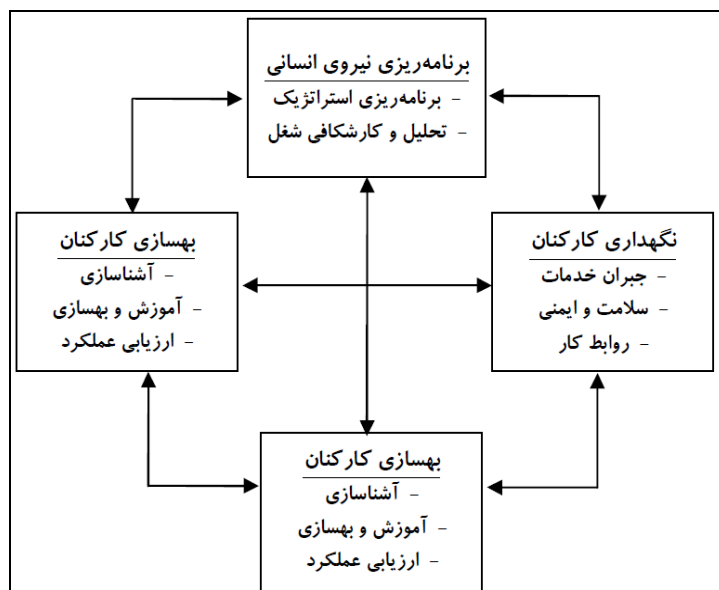 برنامه‌ریزی نیروی انسانی
- برنامه‌ریزی استراتژیک
- تحلیل و کارشکافی شغل
نگهداری کارکنان
- جبران خدمات
- سلامت و ایمنی
- روابط کار
بهسازی کارکنان
- آشناسازی
- آموزش و بهسازی
- ارزیابی عملکرد
بهسازی کارکنان
- آشناسازی
- آموزش و بهسازی
- ارزیابی عملکرد